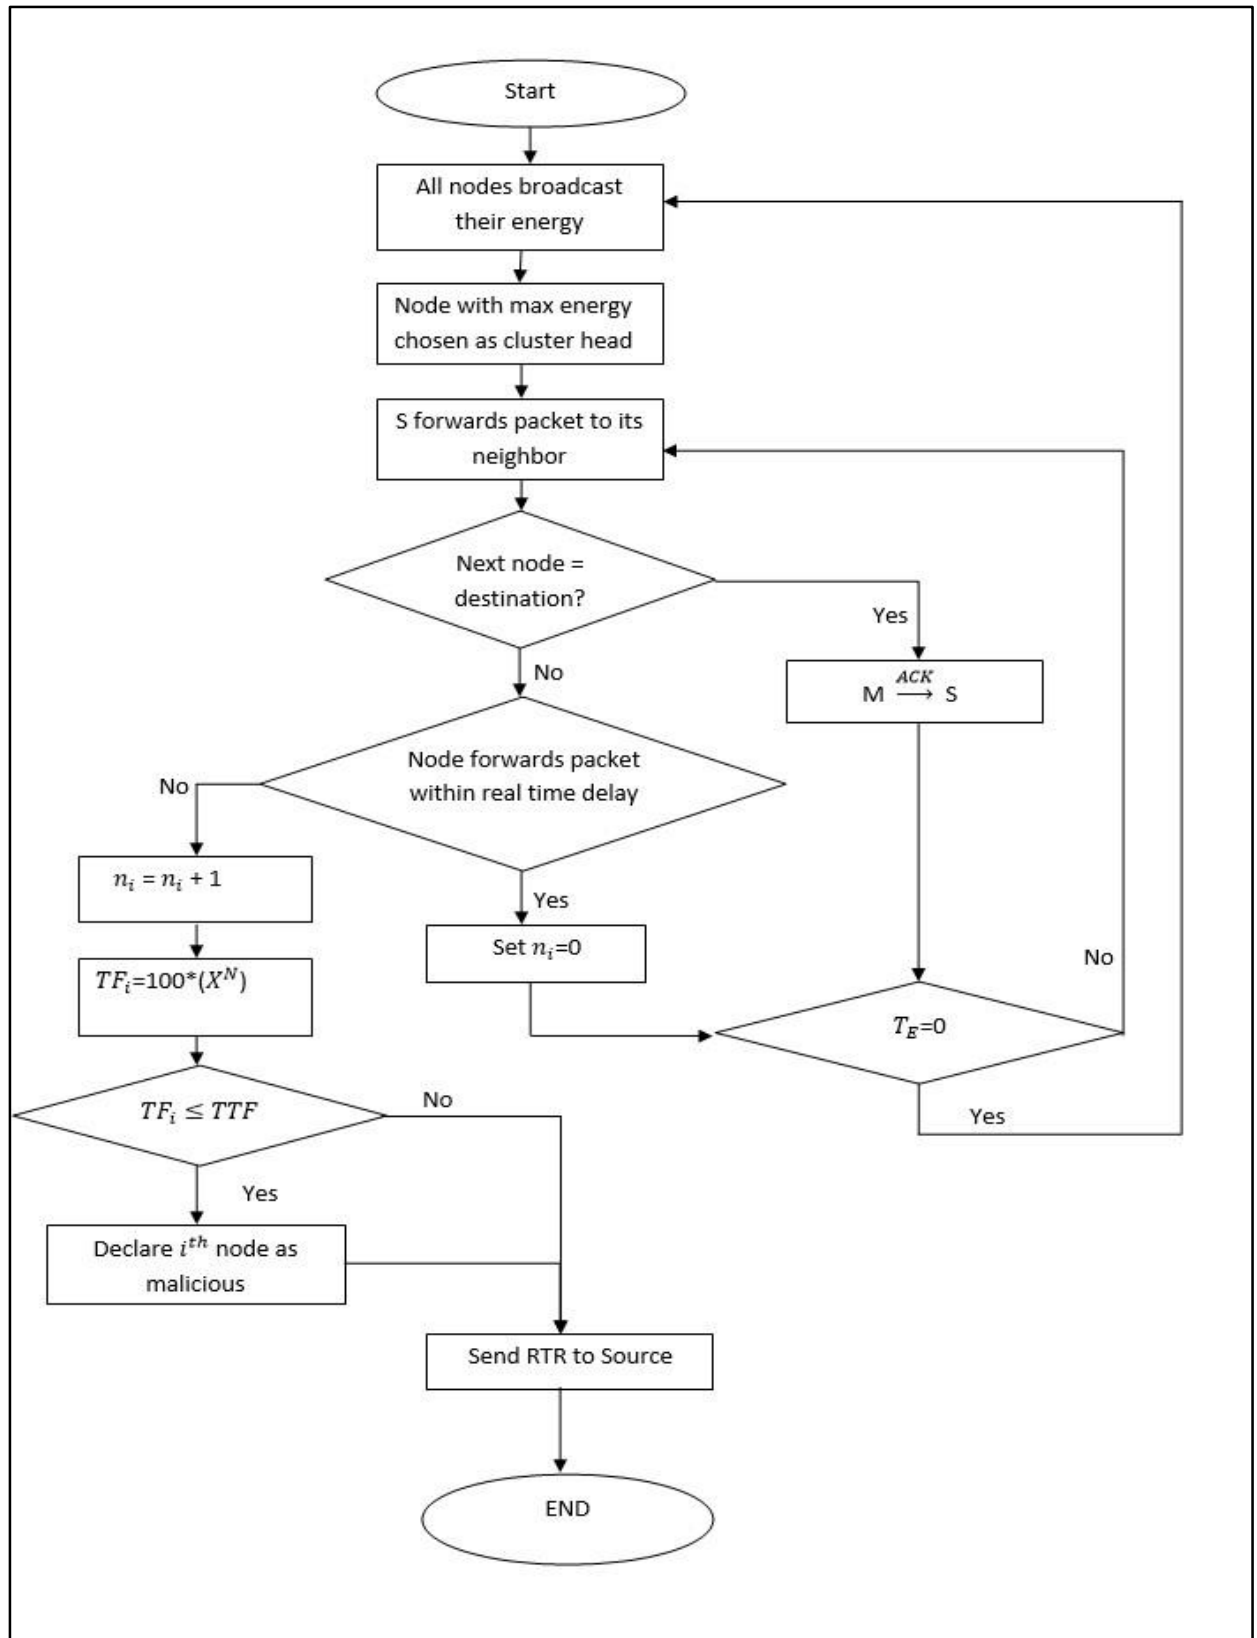 Start
All nodes broadcast
their energy
Node with max energy
chosen as cluster head
S forwards packet to its
neighbor
Next node =
destination?
Yes
No
M $\xrightarrow{ACK}$ S
Node forwards packet
within real time delay
No
$n_i = n_i + 1$
Yes
Set $n_i$=0
No
$TF_i$=100*($X^N$)
$T_E$=0
$TF_i \leq TTF$
No
Yes
Yes
Declare $i^{th}$ node as
malicious
Send RTR to Source
END